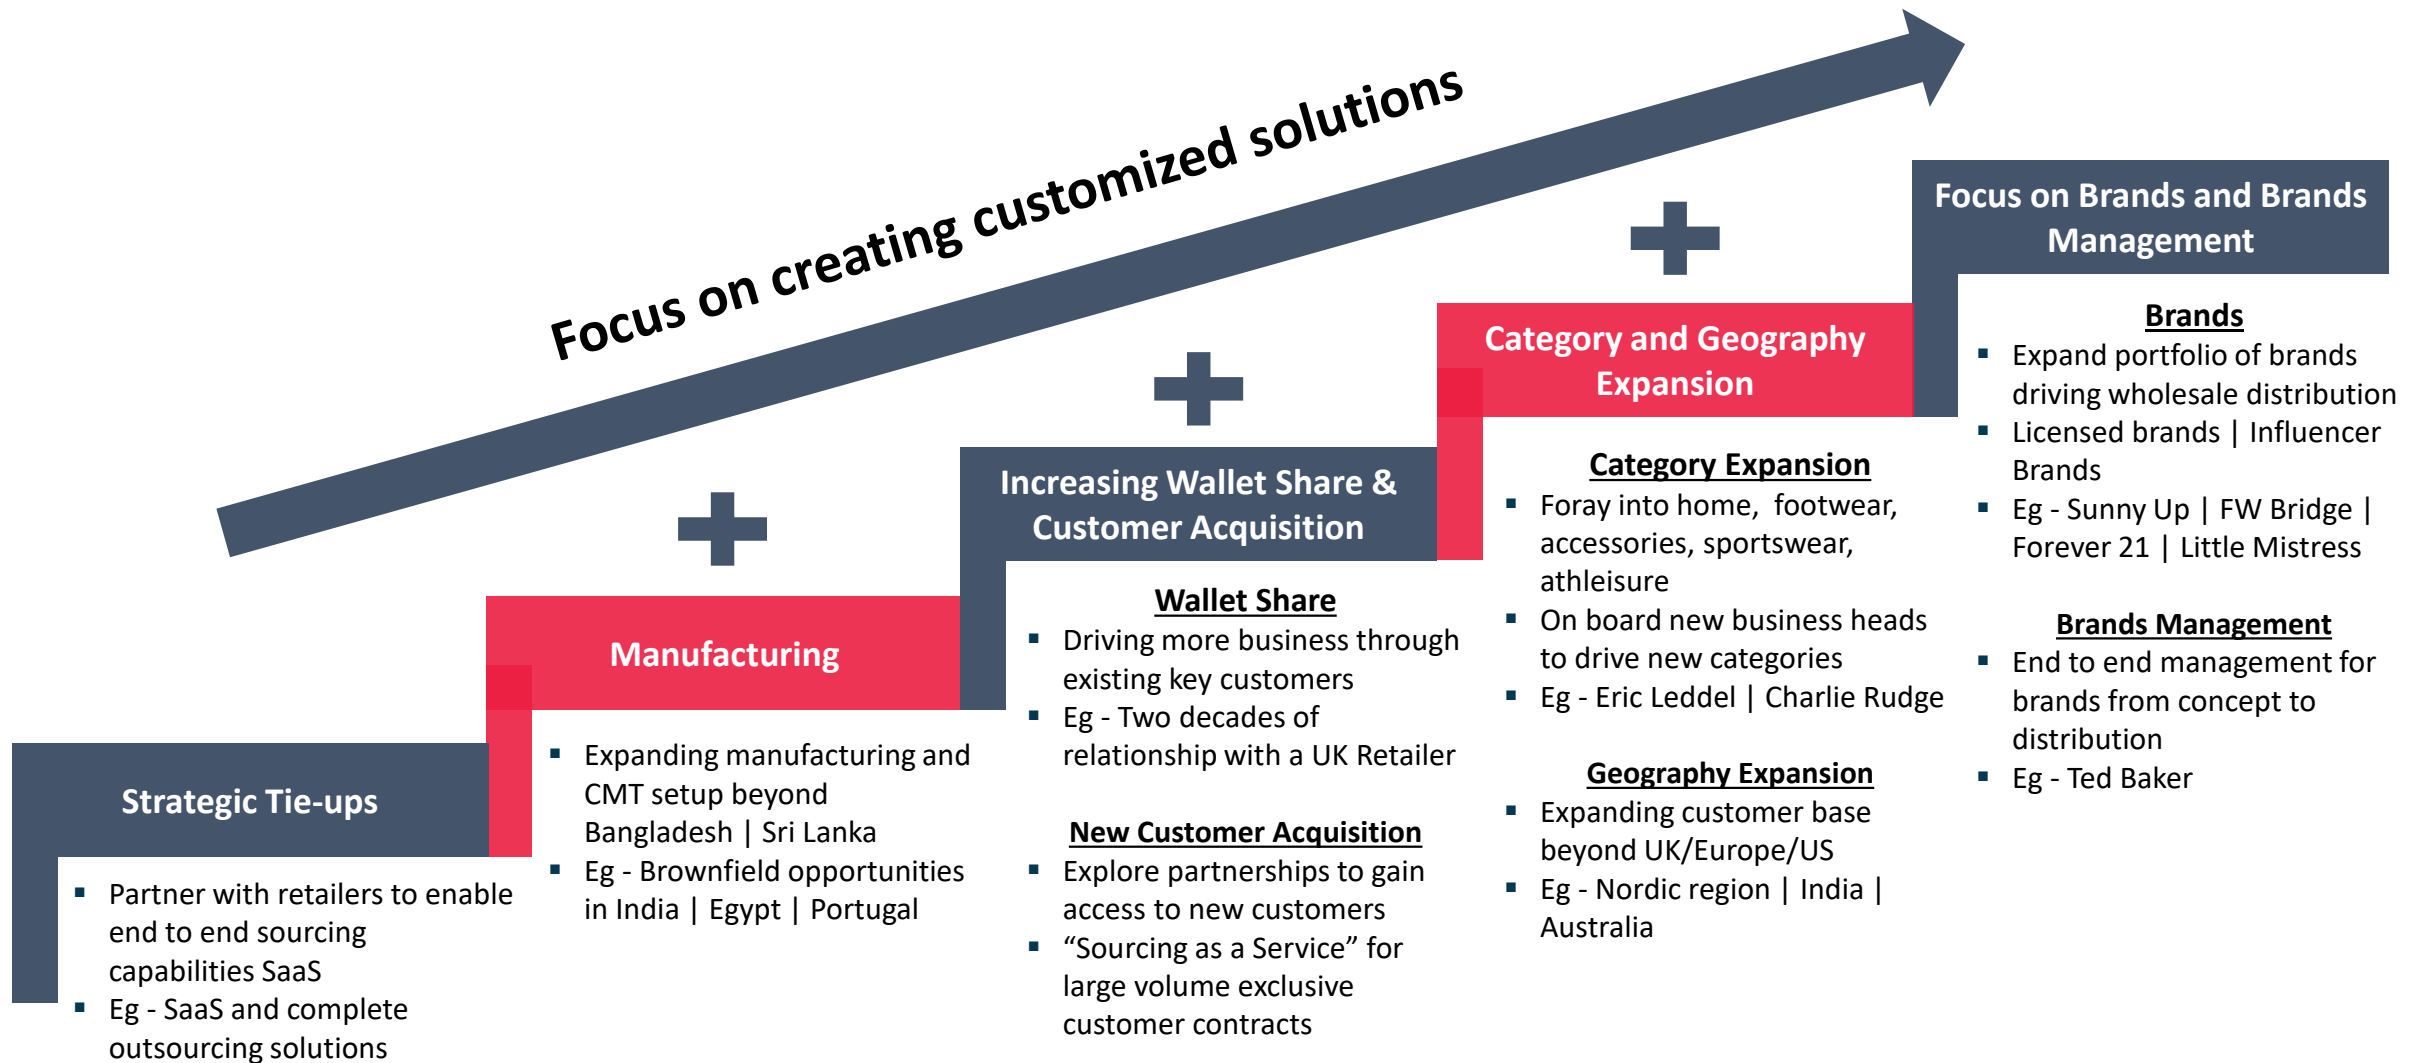 Focus on creating customized solutions
Strategic Tie-ups
▪ Partner with retailers to enable
end to end sourcing
capabilities SaaS
▪ Eg - SaaS and complete
outsourcing solutions
Manufacturing
▪ Expanding manufacturing and
CMT setup beyond
Bangladesh | Sri Lanka
▪ Eg - Brownfield opportunities
in India | Egypt | Portugal
Increasing Wallet Share &
Customer Acquisition
Wallet Share
▪ Driving more business through
existing key customers
▪ Eg - Two decades of
relationship with a UK Retailer
New Customer Acquisition
▪ Explore partnerships to gain
access to new customers
▪ “Sourcing as a Service” for
large volume exclusive
customer contracts
Category and Geography
Expansion
Category Expansion
▪ Foray into home, footwear,
accessories, sportswear,
athleisure
▪ On board new business heads
to drive new categories
▪ Eg - Eric Leddel | Charlie Rudge
Geography Expansion
▪ Expanding customer base
beyond UK/Europe/US
▪ Eg - Nordic region | India |
Australia
Focus on Brands and Brands
Management
Brands
▪ Expand portfolio of brands
driving wholesale distribution
▪ Licensed brands | Influencer
Brands
▪ Eg - Sunny Up | FW Bridge |
Forever 21 | Little Mistress
Brands Management
▪ End to end management for
brands from concept to
distribution
▪ Eg - Ted Baker